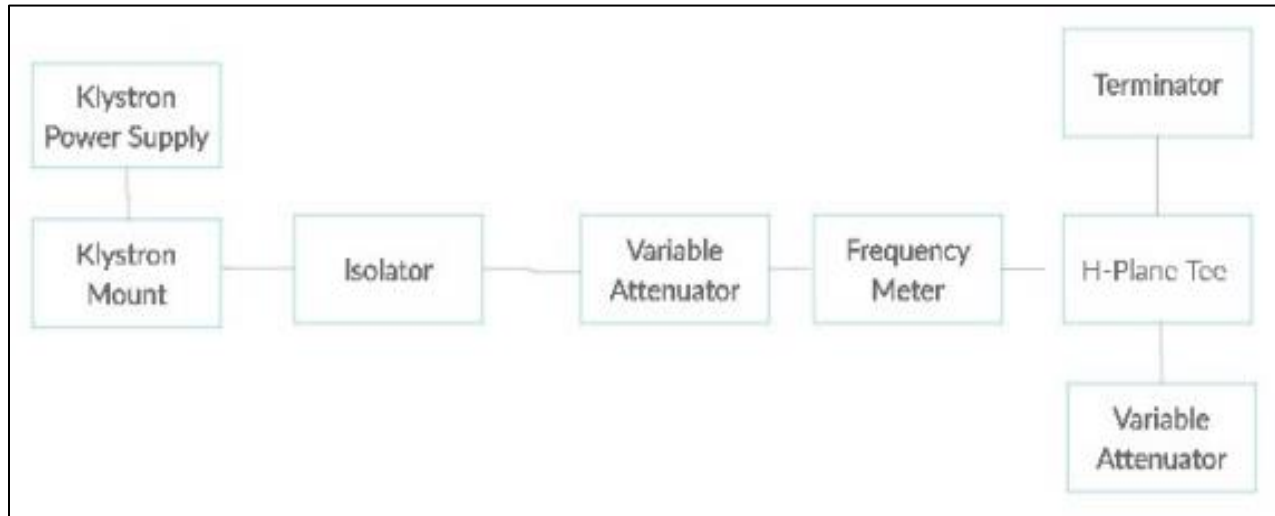 Klystron
Power Supply
Klystron
Mount
Isolator
Variable
Attenuator
Frequency
Meter
Terminator
H-Plane Tee
Variable
Attenuator